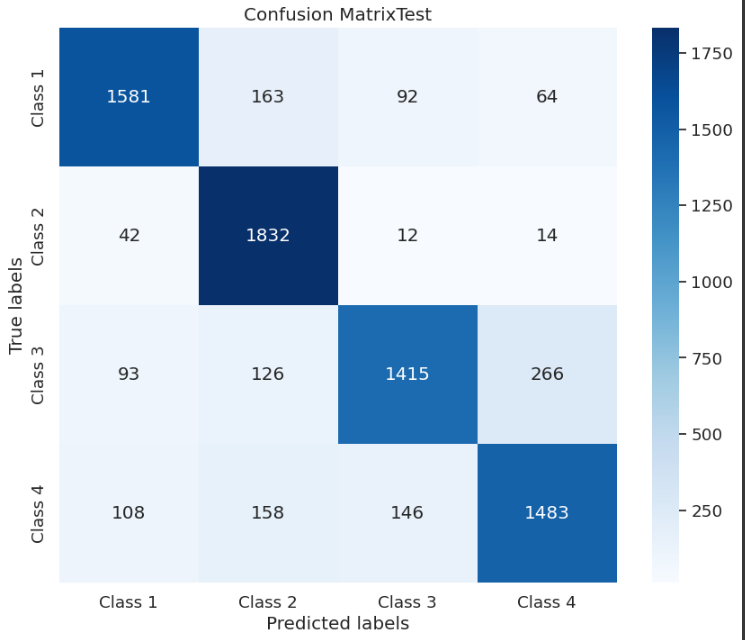 Confusion MatrixTest
True labels
Class 1
1581 163 92 64
Class 2
42 1832 12 14
Class 3
93 126 1415 266
Class 4
108 158 146 1483
Class 1 Class 2 Class 3 Class 4
Predicted labels
1750
1500
1250
1000
750
500
250